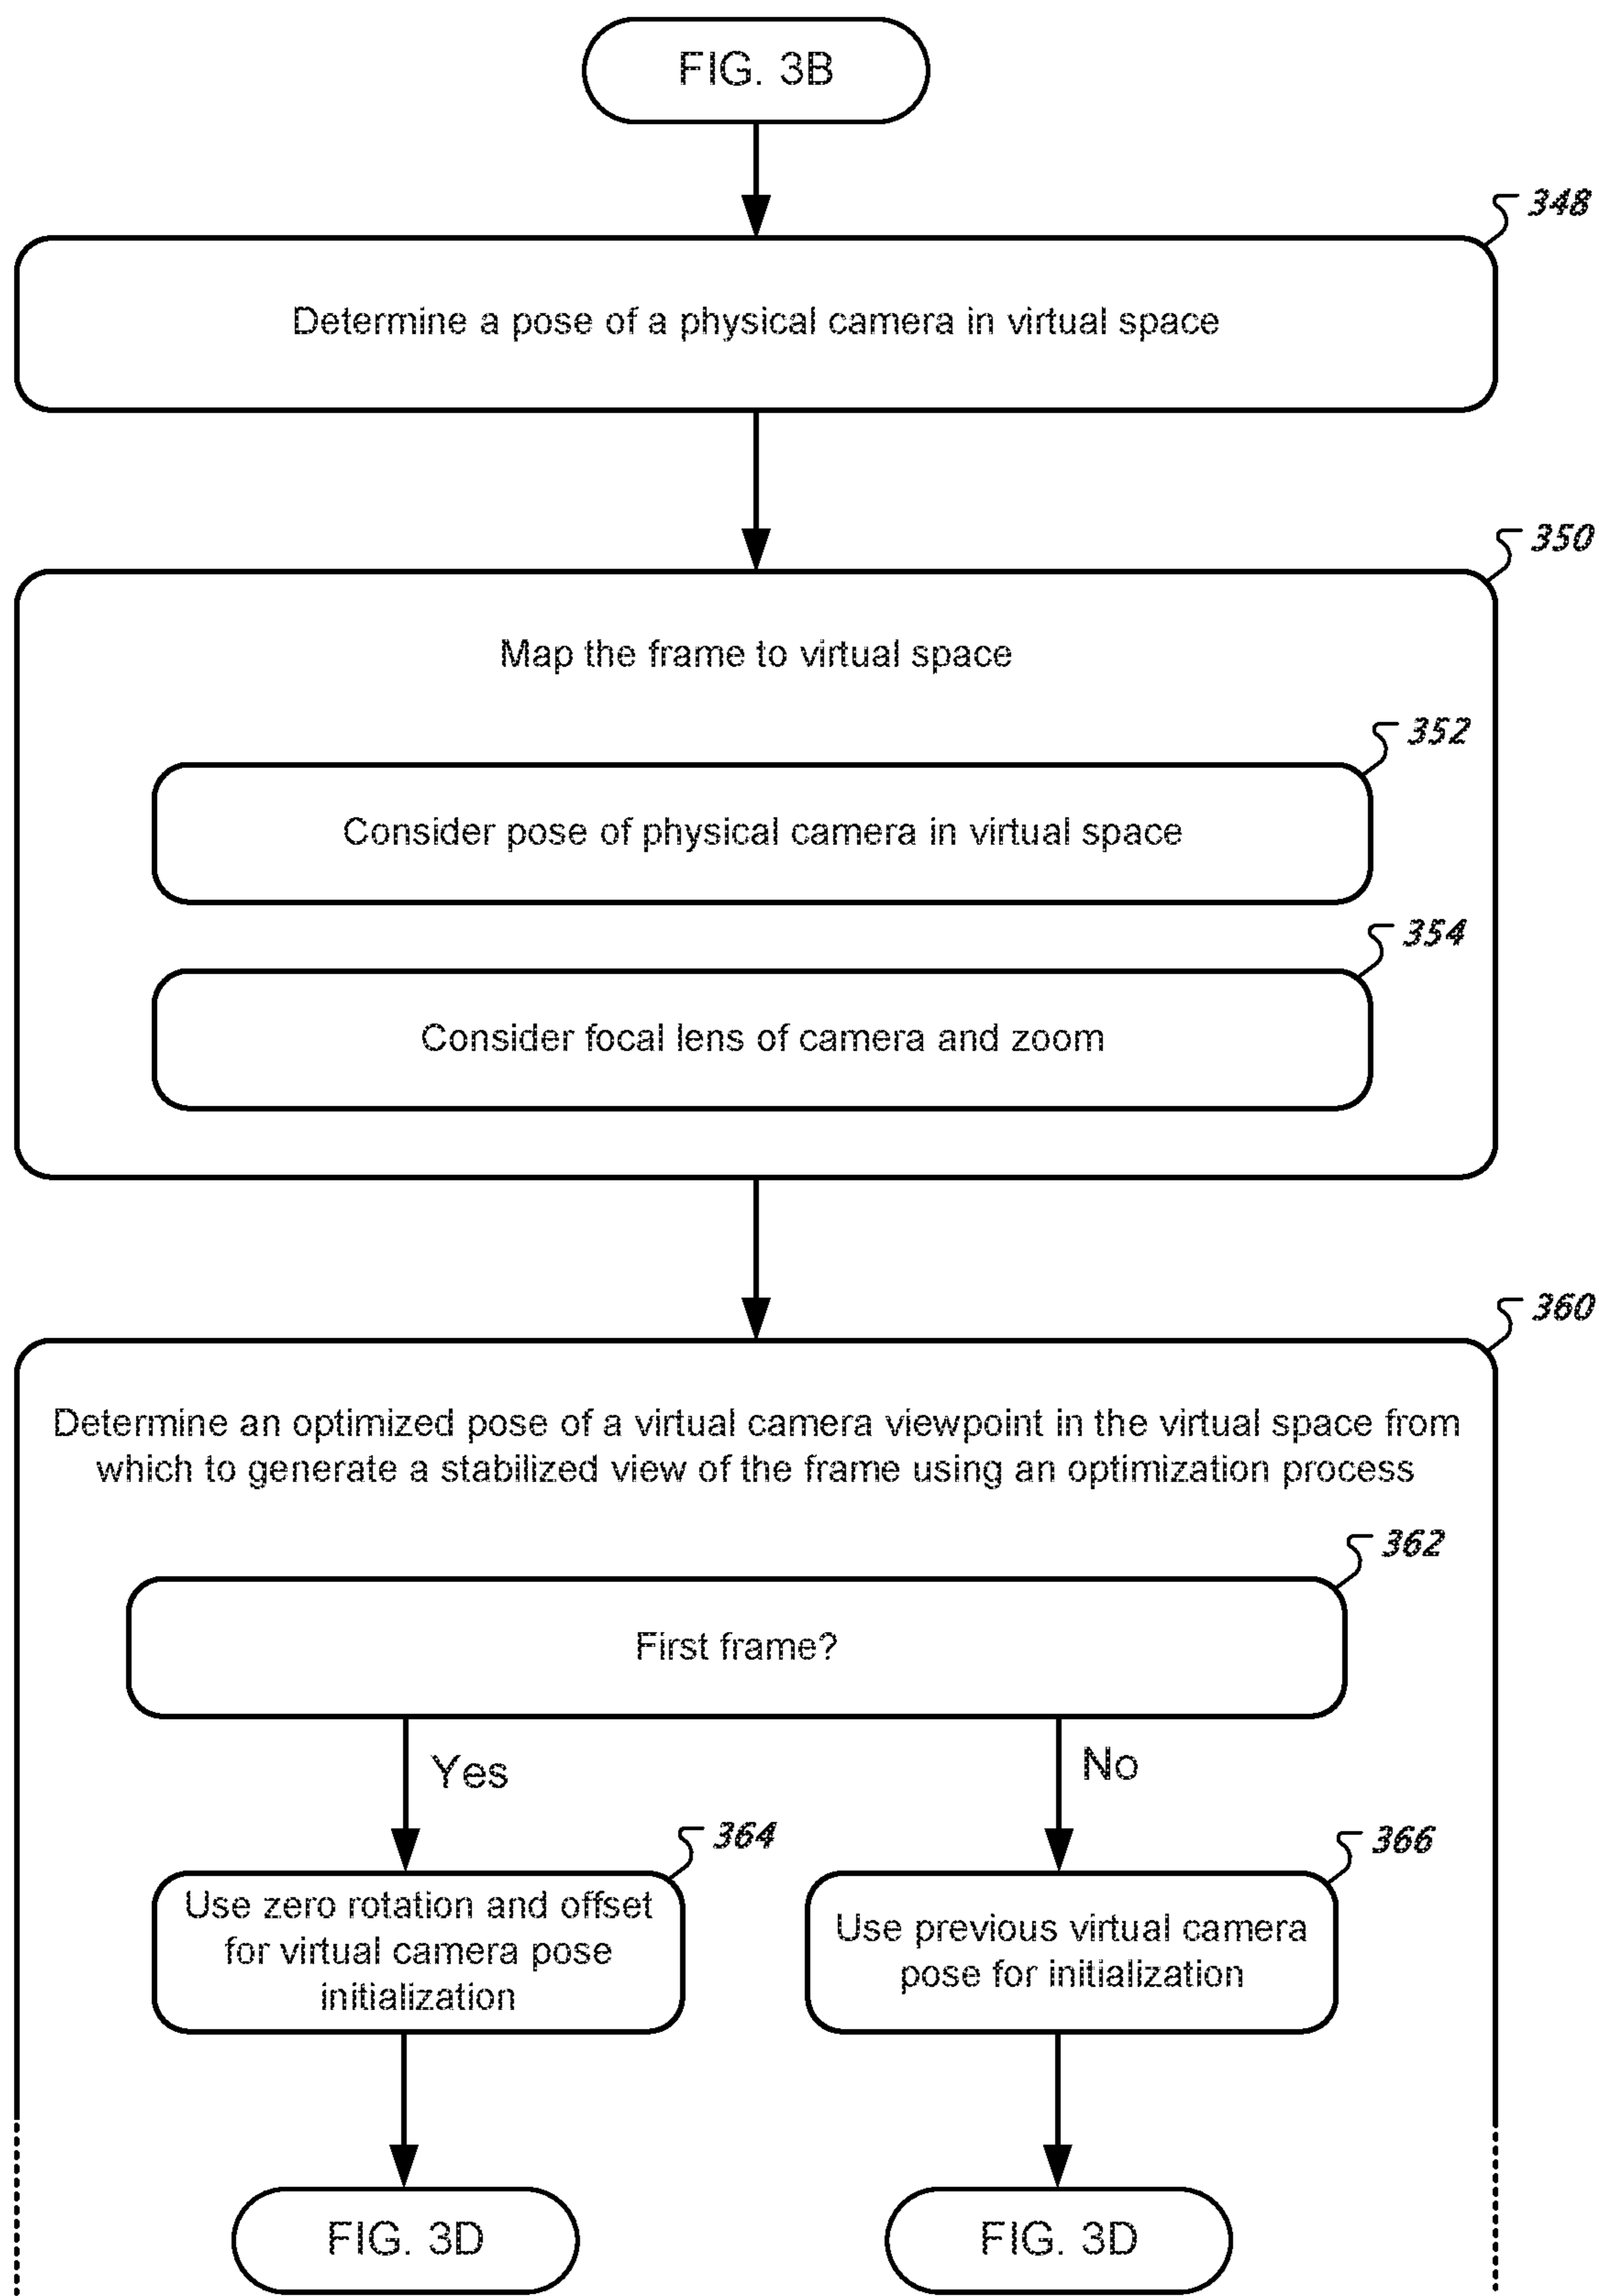 FIG. 3B
348
Determine a pose of a physical camera in virtual space
350
Map the frame to virtual space
352
Consider pose of physical camera in virtual space
354
Consider focal lens of camera and zoom
360
Determine an optimized pose of a virtual camera viewpoint in the virtual space from
which to generate a stabilized view of the frame using an optimization process
362
First frame?
Yes
No
364
Use zero rotation and offset
for virtual camera pose
initialization
366
Use previous virtual camera
pose for initialization
FIG. 3D
FIG. 3D